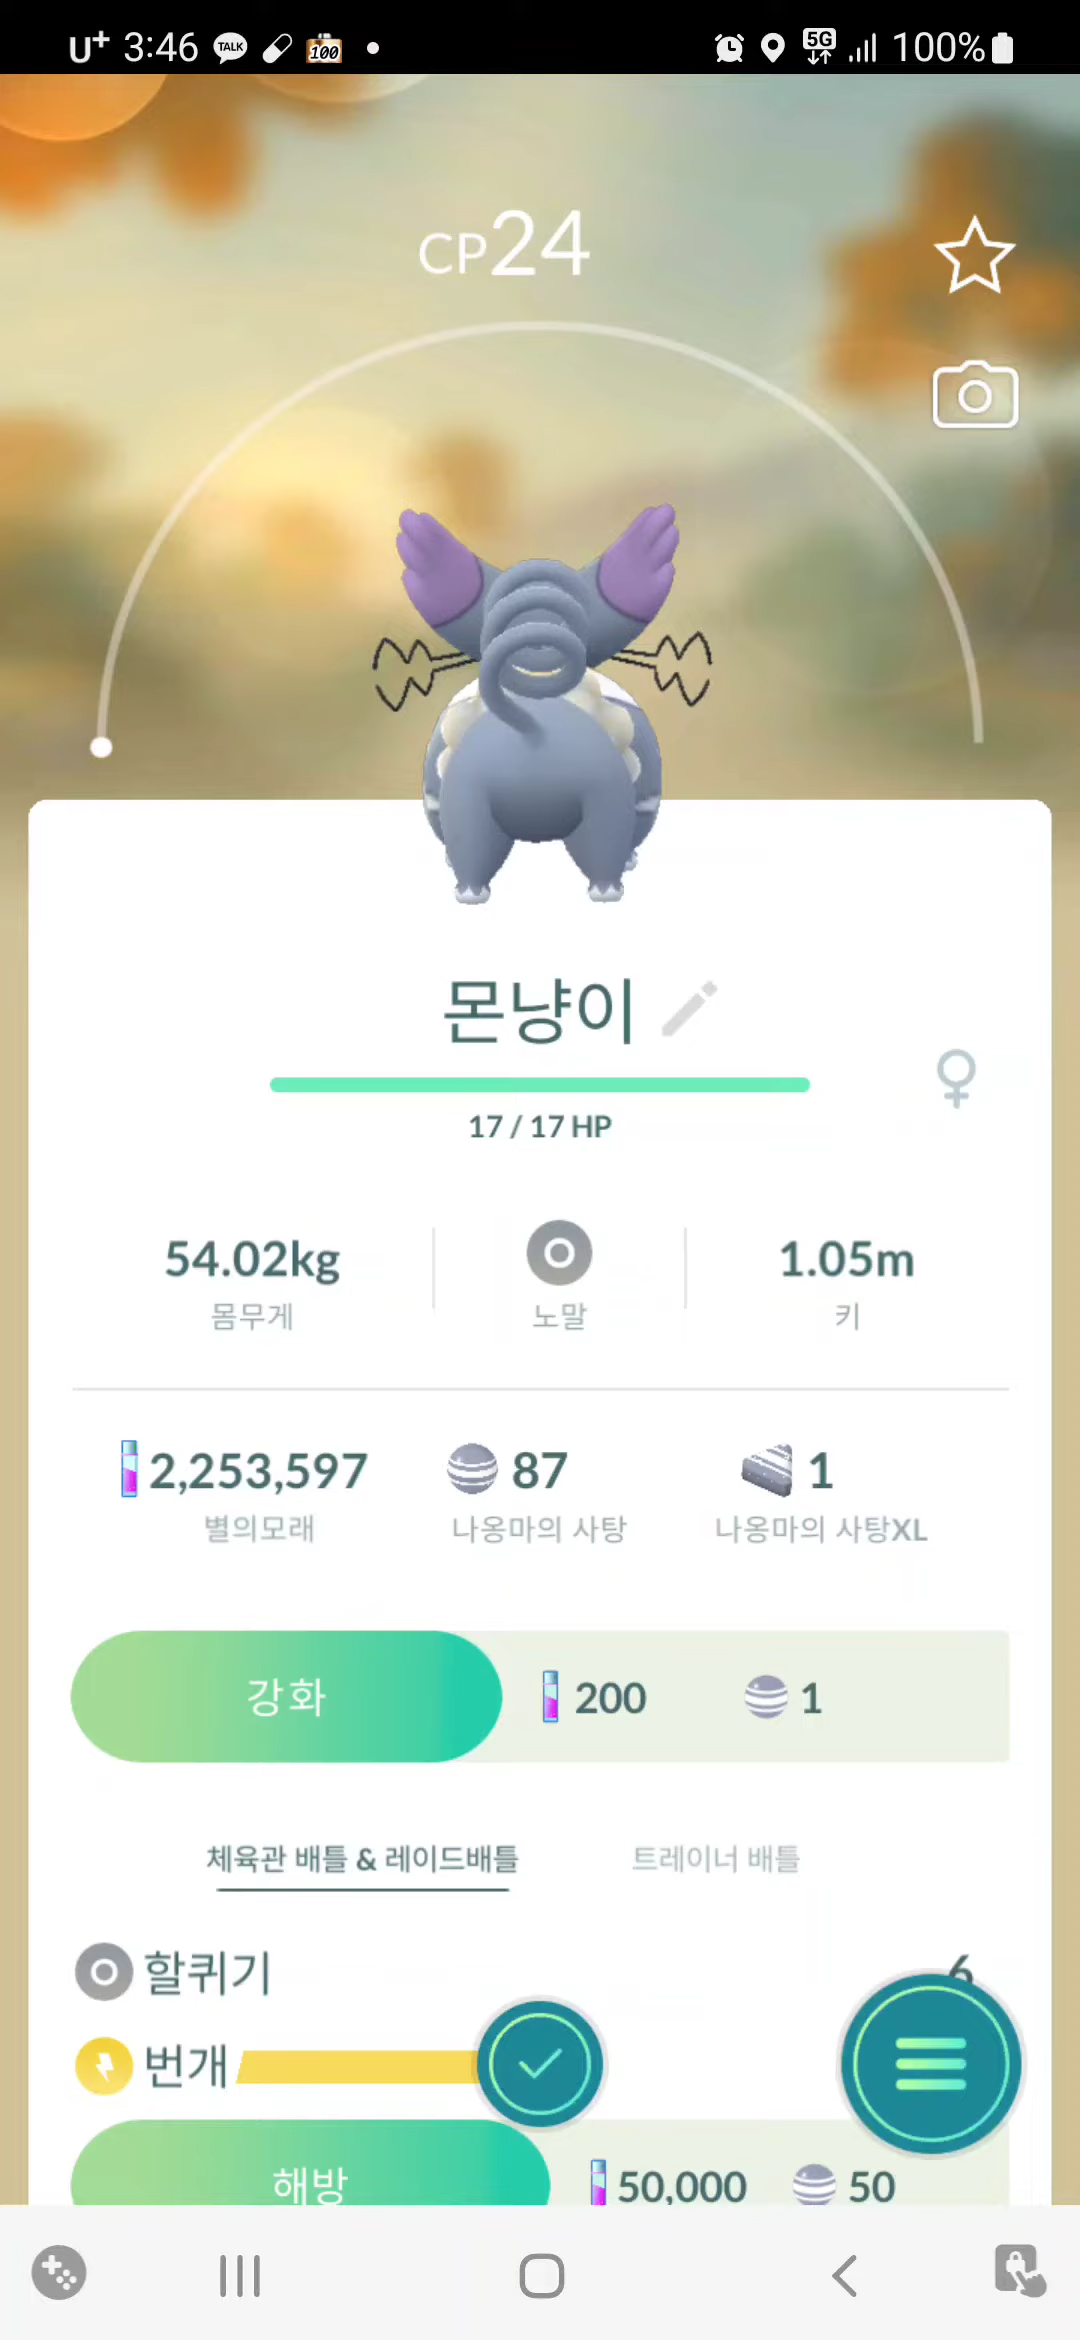 U+ 3:46 TALK 100 5G 100%
CP24
몬냥이
17 / 17 HP
54.02kg 1.05m
몸무게 노말 키
2,253,597 87 1
별의모래 나옹마의 사탕 나옹마의 사탕XL
강화 200 1
체육관 배틀 & 레이드배틀 트레이너 배틀
할퀴기 6
번개
해방 50,000 50